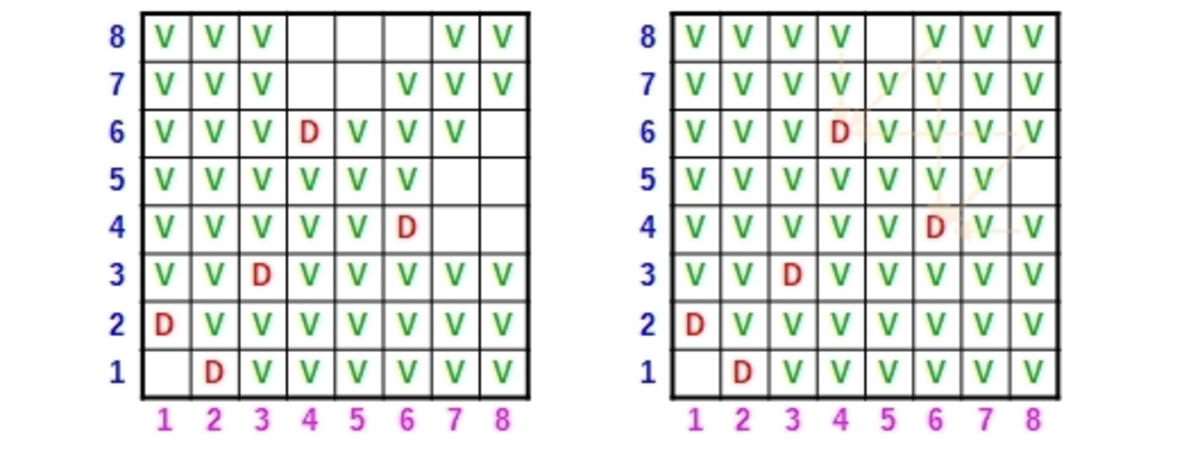 8 V V V V V 8 V V V V V V V
7 V V V V V V 7 V V V V V V V V
6 V V V D V V V 6 V V V D V V V V
5 V V V V V V 5 V V V V V V V
4 V V V V V D 4 V V V V V D V V
3 V V D V V V V V 3 V V D V V V V V
2 D V V V V V V V 2 D V V V V V V V
1 D V V V V V V 1 D V V V V V V
1 2 3 4 5 6 7 8 1 2 3 4 5 6 7 8